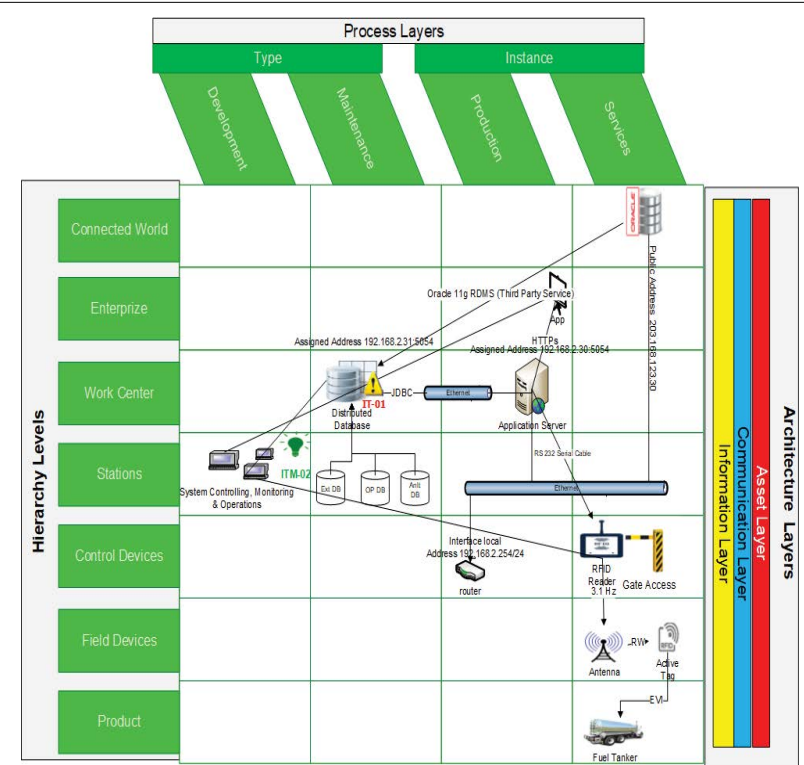 Process Layers
Type
Instance
Development
Maintenance
Production
Services
Hierarchy Levels
Connected World
Enterprize
Work Center
Stations
Control Devices
Field Devices
Product
Architecture Layers
Asset Layer
Communication Layer
Information Layer
ORACLE
Public Address 203.168.123.30
Oracle 11g RDMS (Third Party Service)
App
HTTPs
Assigned Address 192.168.2.31:5054
Assigned Address 192.168.2.30:5054
IT-01
JDBC
Ethernet
Distributed
Database
Application Server
ITM-02
System Controlling, Monitoring
& Operations
Ext DB
OP DB
Anlt
DB
RS 232 Serial Cable
Ethernet
Interface local
Address 192.168.2.254/24
router
RFID
Reader
3.1 Hz
Gate Access
Antenna
RW
RFID
Active
Tag
EVI
Fuel Tanker